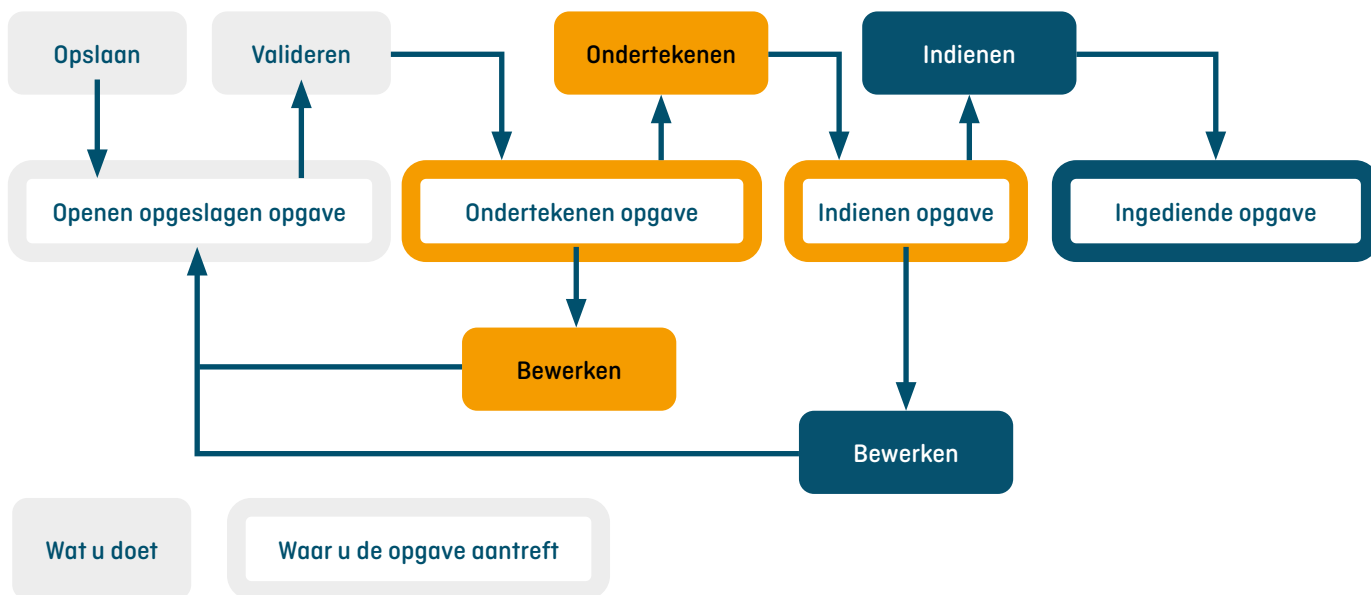 Opslaan
Valideren
Ondertekenen
Indienen
Openen opgeslagen opgave
Ondertekenen opgave
Indienen opgave
Ingediende opgave
Bewerken
Bewerken
Wat u doet
Waar u de opgave aantreft